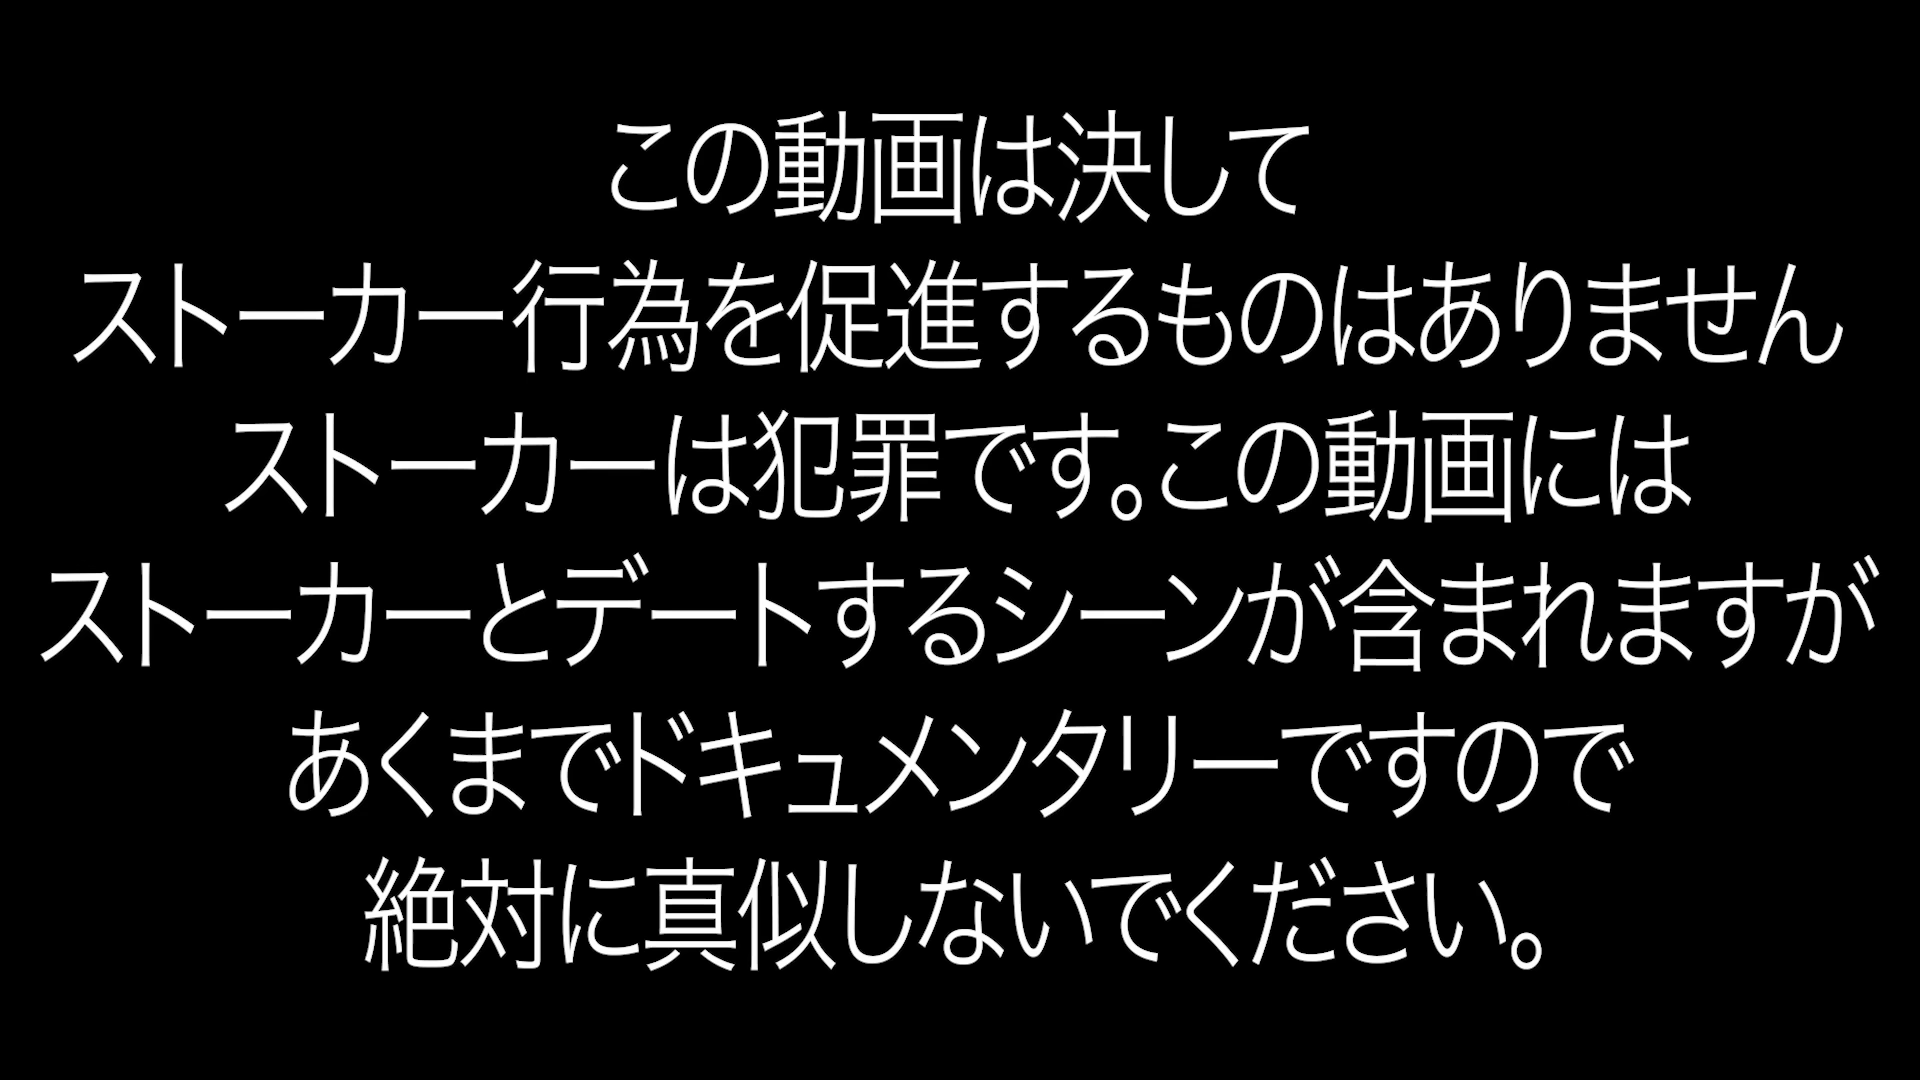 この動画は決して
ストーカー行為を促進するものはありません
ストーカーは犯罪です。この動画には
ストーカーとデートするシーンが含まれますが
あくまでドキュメンタリーですので
絶対に真似しないでください。